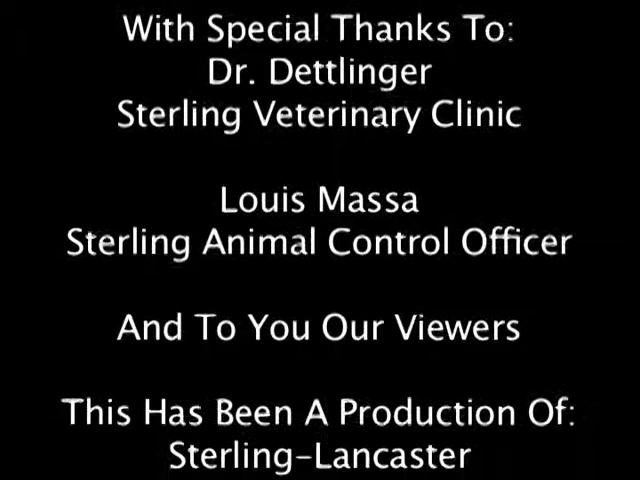 With Special Thanks To:
Dr. Dettlinger
Sterling Veterinary Clinic
Louis Massa
Sterling Animal Control Officer
And To You Our Viewers
This Has Been A Production Of:
Sterling-Lancaster